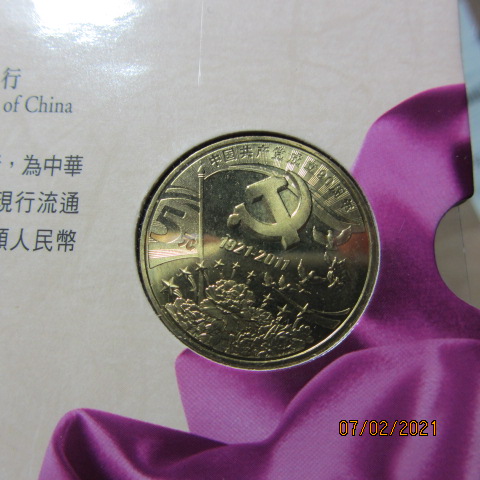 行
of China
，為中華
現行流通
人民幣
中国共产党成立90周年
5元
1921-2011
07/02/2021